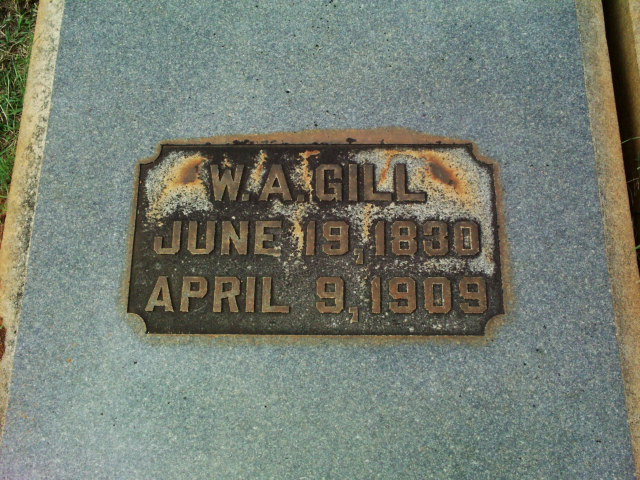 W. A. GILL
JUNE 19, 1830
APRIL 9, 1909